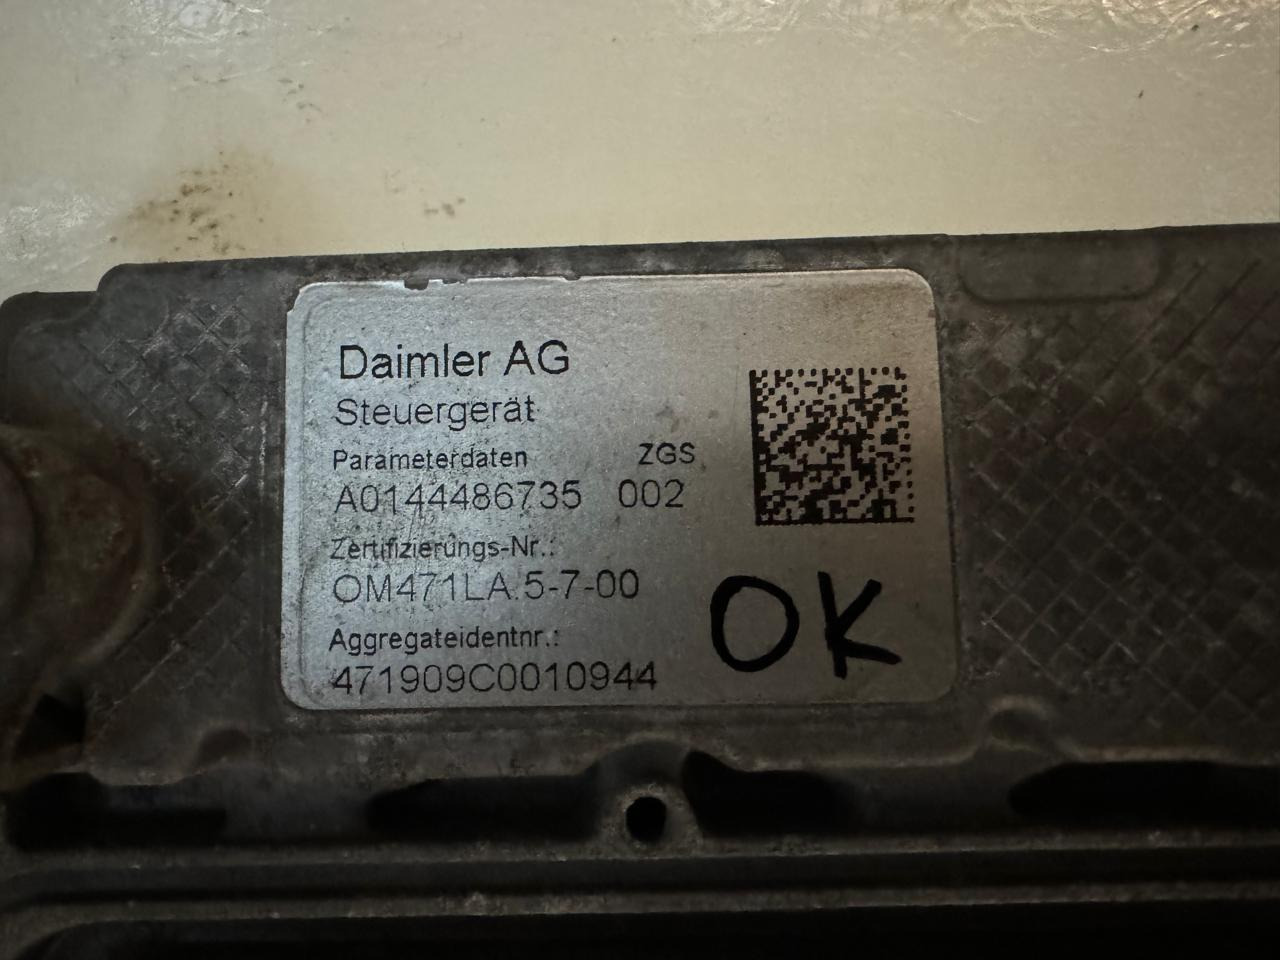 Daimler AG
Steuergerät
Parameterdaten ZGS
A0144486735 002
Zertifizierungs-Nr.:
OM471LA.5-7-00
Aggregateidentnr.:
471909C0010944
OK